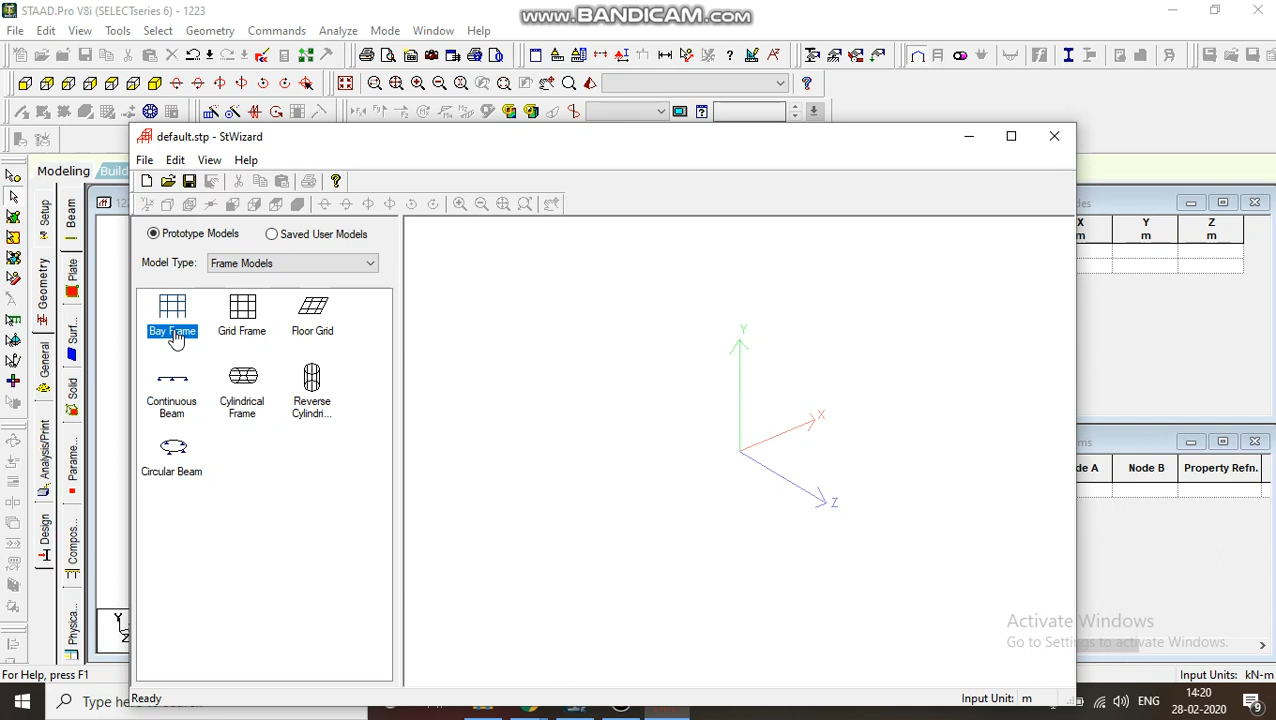 STAAD.Pro V8i (SELECTseries 6) - 1223
www.BANDICAM.com
File Edit View Tools Select Geometry Commands Analyze Mode Window Help
default.stp - StWizard
File Edit View Help
Modeling
Prototype Models
Saved User Models
Model Type:
Frame Models
Bay Frame
Grid Frame
Floor Grid
Continuous Beam
Cylindrical Frame
Reverse Cylindri...
Circular Beam
Y
X
Z
Setup
Geometry
General
Analysis/Print
Design
Beam
Plate
Surf...
Solid
Parame...
Compos...
Physica...
X
m
Y
m
Z
m
Node B
Property Refn.
Activate Windows
Go to Settings to activate Windows.
For Help, press F1
Input Units: kN-m
Ready
Input Unit: m
ENG
14:20
28-02-2020
9